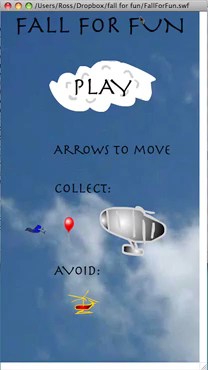 /Users/Ross/Dropbox/fall for fun/FallForFun.swf
FALL FOR FUN
PLAY
ARROWS TO MOVE
COLLECT:
AVOID: